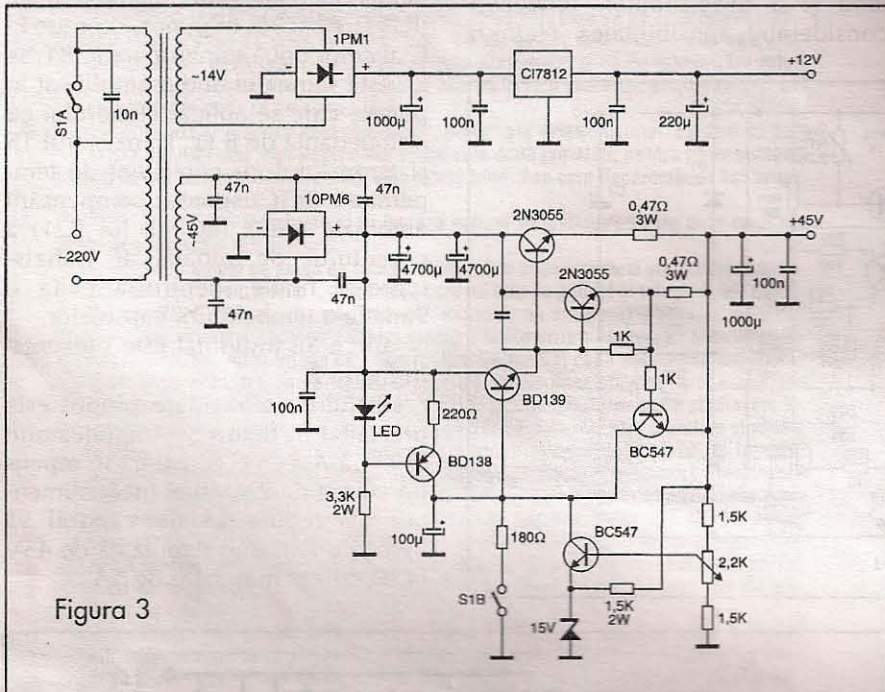 S1A
10n
~220V
~14V
~45V
1PM1
+
1000µ
+
100n
CI7812
100n
220µ
+
+12V
47n
10PM6
-
+
47n
47n
47n
4700µ
+
4700µ
+
2N3055
0,47Ω
3W
+45V
2N3055
0,47Ω
3W
1000µ
+
100n
1K
1K
BD139
BC547
100n
LED
220Ω
BD138
3,3K
2W
100µ
+
180Ω
S1B
BC547
15V
1,5K
2W
1,5K
2,2K
1,5K
Figura 3